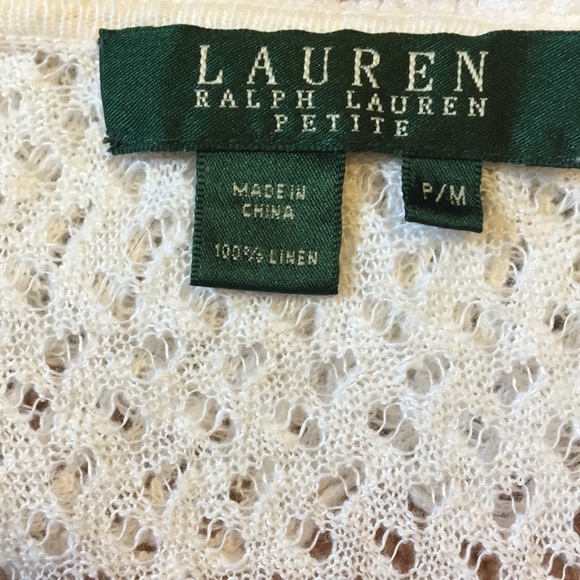 LAUREN
RALPH LAUREN
PETITE
MADE IN
CHINA
100% LINEN
P/M